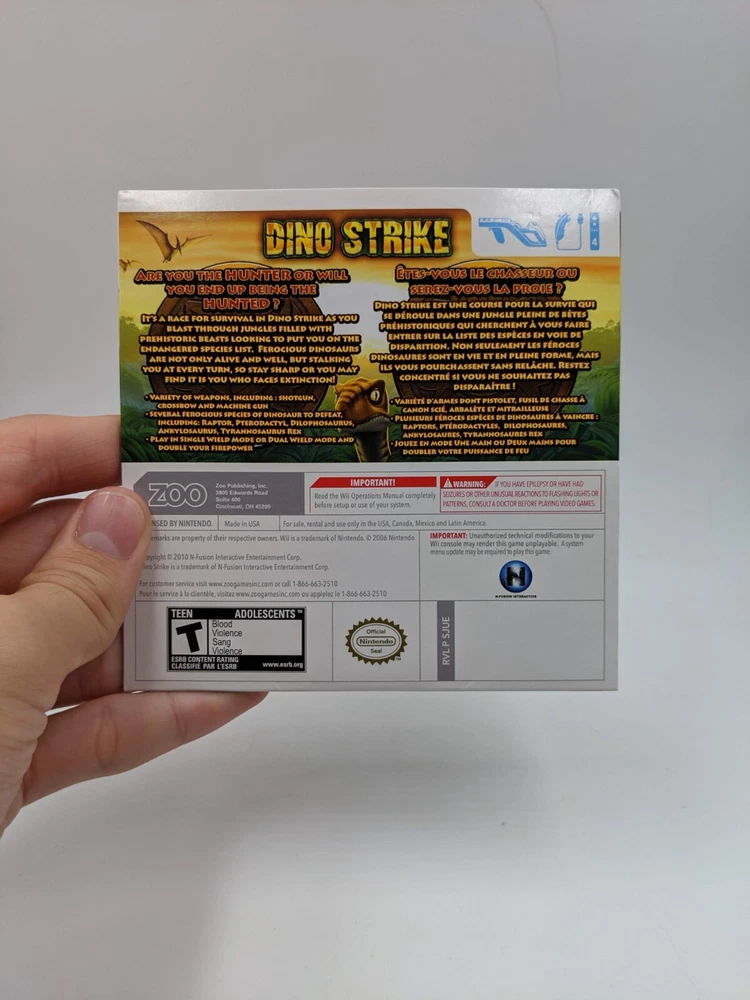 DINO STRIKE
4
ARE YOU THE HUNTER OR WILL
YOU END UP BEING THE
HUNTED ?
IT'S A RACE FOR SURVIVAL IN DINO STRIKE AS YOU
BLAST THROUGH JUNGLES FILLED WITH
PREHISTORIC BEASTS LOOKING TO PUT YOU ON THE
ENDANGERED SPECIES LIST. FEROCIOUS DINOSAURS
ARE NOT ONLY ALIVE AND WELL, BUT STALKING
YOU AT EVERY TURN, SO STAY SHARP OR YOU MAY
FIND IT IS YOU WHO FACES EXTINCTION!
• VARIETY OF WEAPONS, INCLUDING : SHOTGUN,
CROSSBOW AND MACHINE GUN
• SEVERAL FEROCIOUS SPECIES OF DINOSAUR TO DEFEAT,
INCLUDING: RAPTOR, PTERODACTYL, DILOPHOSAURUS,
ANKYLOSAURUS, TYRANNOSAURUS REX
• PLAY IN SINGLE WIELD MODE OR DUAL WIELD MODE AND
DOUBLE YOUR FIREPOWER
ÊTES-VOUS LE CHASSEUR OU
SEREZ-VOUS LA PROIE ?
DINO STRIKE EST UNE COURSE POUR LA SURVIE QUI
SE DÉROULE DANS UNE JUNGLE PLEINE DE BÊTES
PRÉHISTORIQUES QUI CHERCHENT À VOUS FAIRE
ENTRER SUR LA LISTE DES ESPÈCES EN VOIE DE
DISPARITION. NON SEULEMENT LES FÉROCES
DINOSAURES SONT EN VIE ET EN PLEINE FORME, MAIS
ILS VOUS POURCHASSENT SANS RELÂCHE. RESTEZ
CONCENTRÉ SI VOUS NE SOUHAITEZ PAS
DISPARAÎTRE !
• VARIÉTÉ D'ARMES DONT PISTOLET, FUSIL DE CHASSE À
CANON SCIÉ, ARBALÈTE ET MITRAILLEUSE
• PLUSIEURS FÉROCES ESPÈCES DE DINOSAURES À VAINCRE :
RAPTORS, PTÉRODACTYLES, DILOPHOSAURES,
ANKYLOSAURES, TYRANNOSAURES REX
• JOUEZ EN MODE UNE MAIN OU DEUX MAINS POUR
DOUBLER VOTRE PUISSANCE DE FEU
ZOO
Zoo Publishing, Inc.
3805 Edwards Road
Suite 400
Cincinnati, OH 45209
IMPORTANT!
Read the Wii Operations Manual completely
before setup or use of your system.
WARNING: IF YOU HAVE EPILEPSY OR HAVE HAD
SEIZURES OR OTHER UNUSUAL REACTIONS TO FLASHING LIGHTS OR
PATTERNS, CONSULT A DOCTOR BEFORE PLAYING VIDEO GAMES.
NSED BY NINTENDO.
Made in USA
For sale, rental and use only in the USA, Canada, Mexico and Latin America.
emarks are property of their respective owners. Wii is a trademark of Nintendo. © 2006 Nintendo.
opyright © 2010 N-Fusion Interactive Entertainment Corp.
ino Strike is a trademark of N-Fusion Interactive Entertainment Corp.
For customer service visit www.zoogamesinc.com or call 1-866-663-2510
Pour le service à la clientèle, visitez www.zoogamesinc.com ou appelez le 1-866-663-2510
IMPORTANT: Unauthorized technical modifications to your
Wii console may render this game unplayable. A system
menu update may be required to play this game.
N
N-FUSION INTERACTIVE
TEEN ADOLESCENTS™
T
Blood
Violence
Sang
Violence
ESRB CONTENT RATING
CLASSIFIÉ PAR L'ESRB
www.esrb.org
Official
Nintendo
Seal
TM
RVL P SJUE